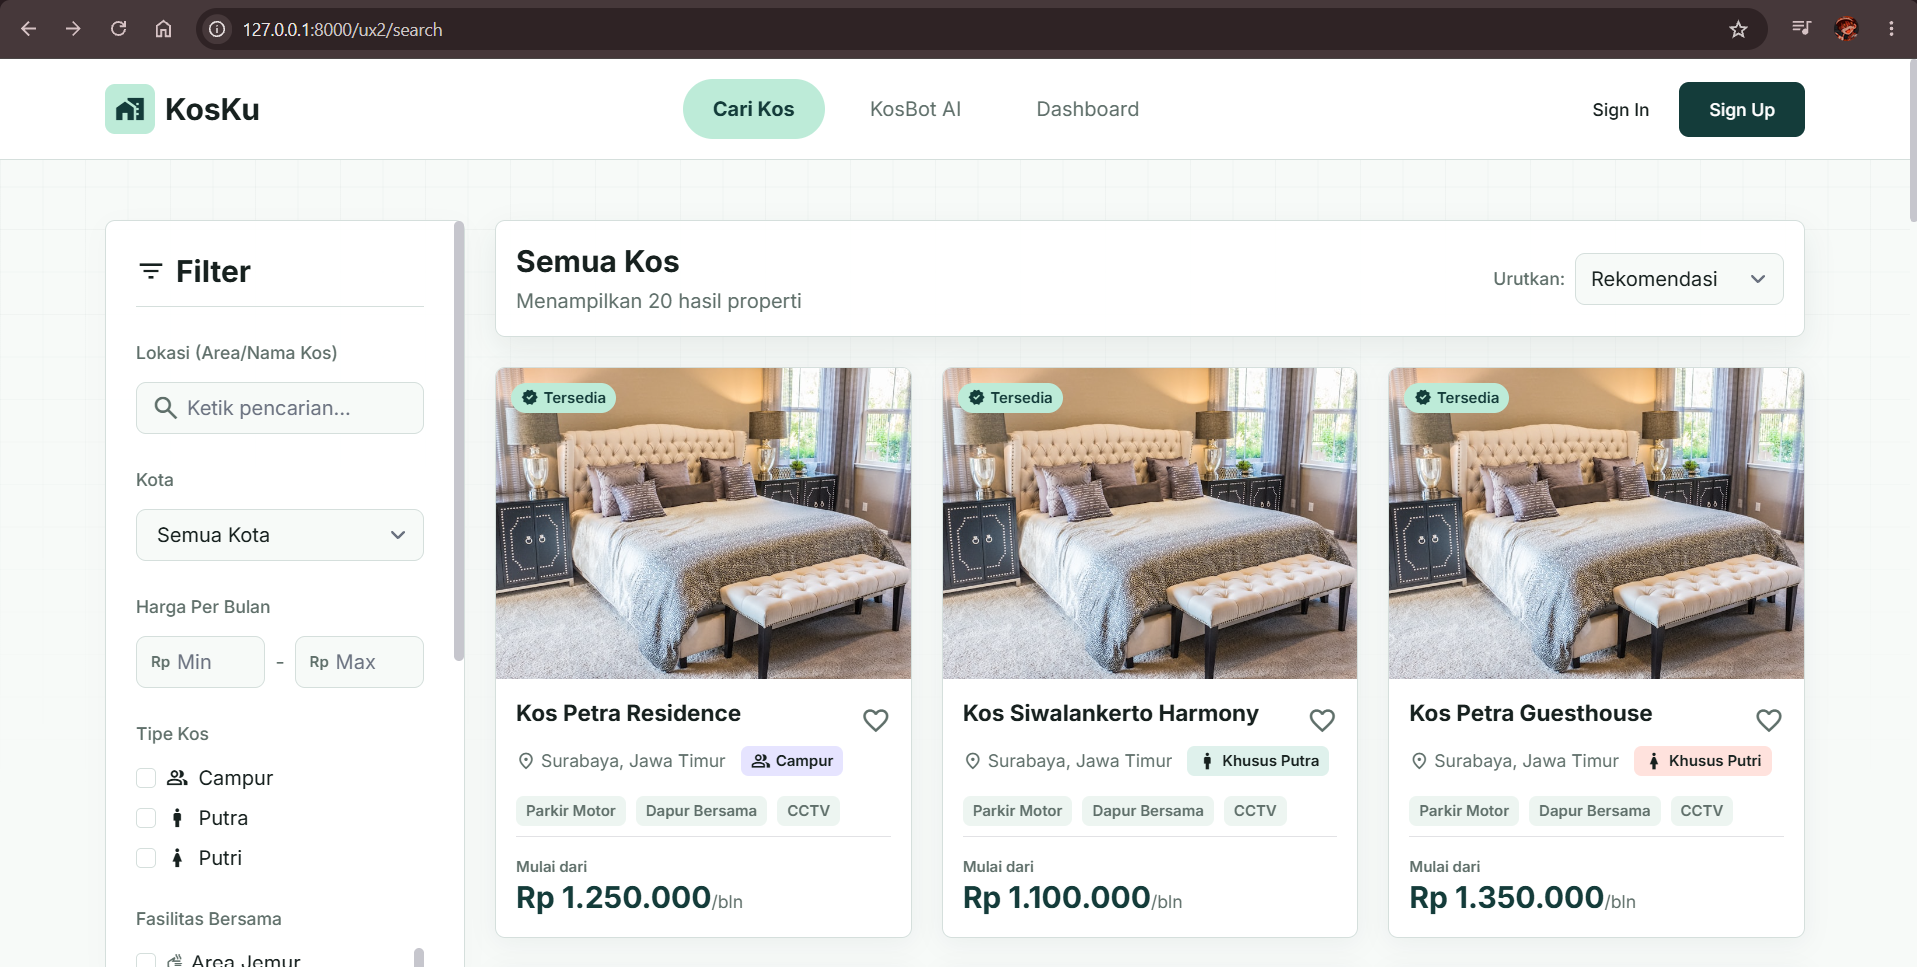 127.0.0.1:8000/ux2/search
KosKu
Cari Kos
KosBot AI
Dashboard
Sign In
Sign Up
Filter
Lokasi (Area/Nama Kos)
Ketik pencarian...
Kota
Semua Kota
Harga Per Bulan
Rp Min - Rp Max
Tipe Kos
Campur
Putra
Putri
Fasilitas Bersama
Area Jemur
Semua Kos
Menampilkan 20 hasil properti
Urutkan: Rekomendasi
Tersedia
Kos Petra Residence
Surabaya, Jawa Timur Campur
Parkir Motor Dapur Bersama CCTV
Mulai dari
Rp 1.250.000/bln
Tersedia
Kos Siwalankerto Harmony
Surabaya, Jawa Timur Khusus Putra
Parkir Motor Dapur Bersama CCTV
Mulai dari
Rp 1.100.000/bln
Tersedia
Kos Petra Guesthouse
Surabaya, Jawa Timur Khusus Putri
Parkir Motor Dapur Bersama CCTV
Mulai dari
Rp 1.350.000/bln